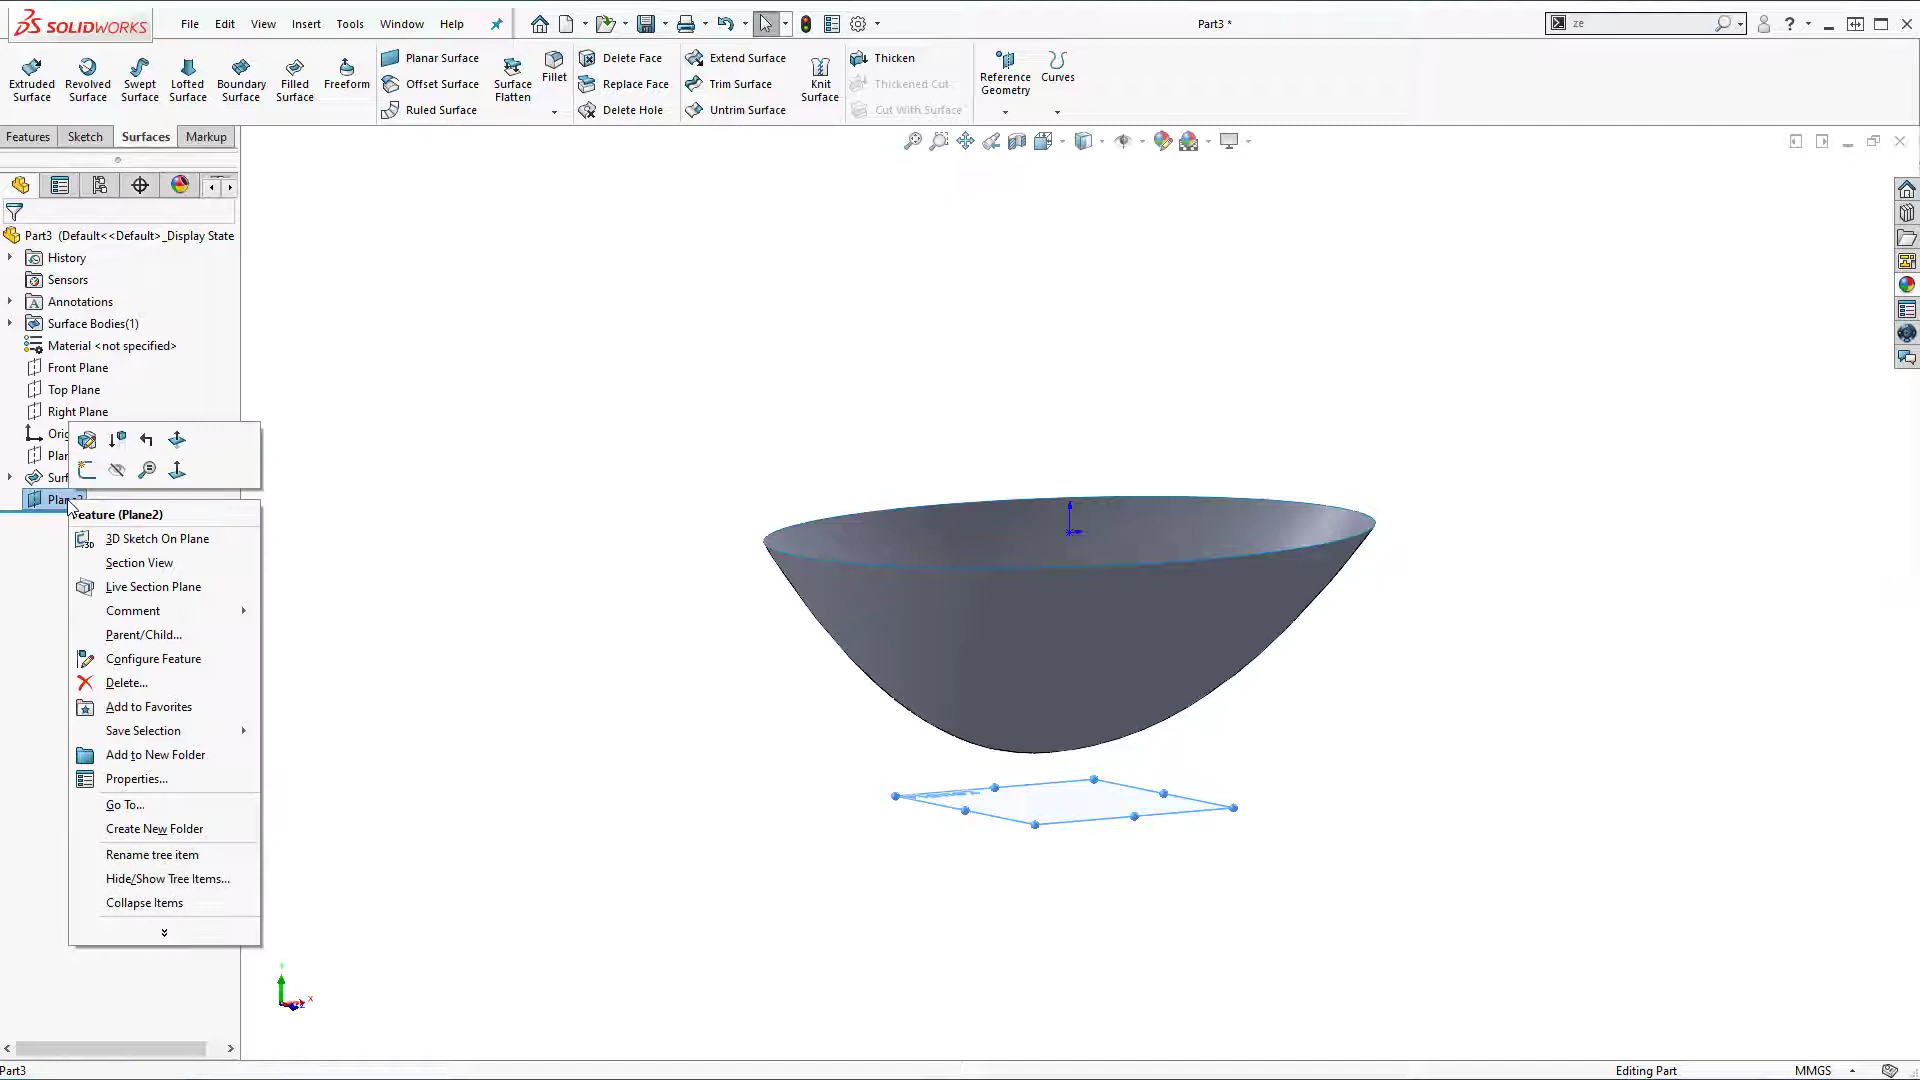 SOLIDWORKS
File Edit View Insert Tools Window Help
Part3 *
ze
Extruded Surface
Revolved Surface
Swept Surface
Lofted Surface
Boundary Surface
Filled Surface
Freeform
Planar Surface
Offset Surface
Ruled Surface
Surface Flatten
Fillet
Delete Face
Replace Face
Delete Hole
Extend Surface
Trim Surface
Untrim Surface
Knit Surface
Thicken
Thickened Cut
Cut With Surface
Reference Geometry
Curves
Features Sketch Surfaces Markup
Part3 (Default<<Default>_Display State
History
Sensors
Annotations
Surface Bodies(1)
Material <not specified>
Front Plane
Top Plane
Right Plane
Orig
Plan
Surf
Plane2
Feature (Plane2)
3D Sketch On Plane
Section View
Live Section Plane
Comment
Parent/Child...
Configure Feature
Delete...
Add to Favorites
Save Selection
Add to New Folder
Properties...
Go To...
Create New Folder
Rename tree item
Hide/Show Tree Items...
Collapse Items
Y
X
Z
Part3
Editing Part
MMGS